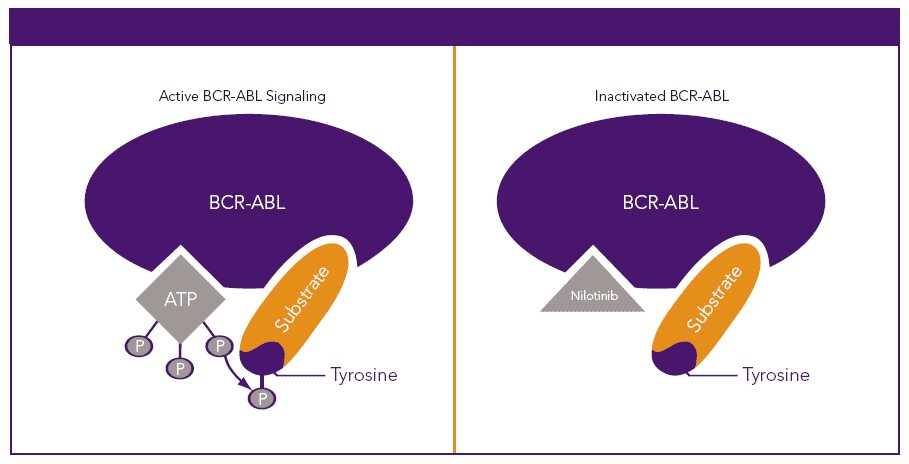 Active BCR-ABL Signaling
BCR-ABL
ATP
Substrate
P
P
P
P
Tyrosine
Inactivated BCR-ABL
BCR-ABL
Nilotinib
Substrate
Tyrosine